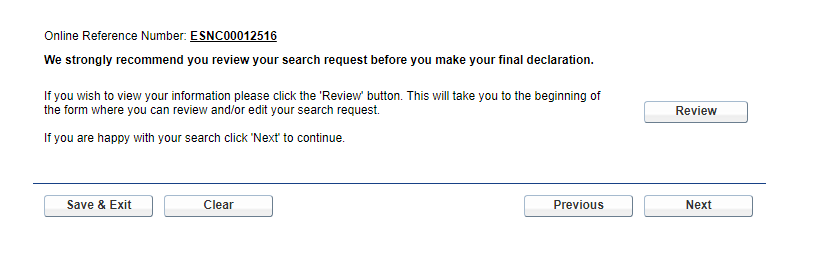 Online Reference Number: ESNC00012516
We strongly recommend you review your search request before you make your final declaration.
If you wish to view your information please click the 'Review' button. This will take you to the beginning of
the form where you can review and/or edit your search request.
Review
If you are happy with your search click 'Next' to continue.
Save & Exit
Clear
Previous
Next